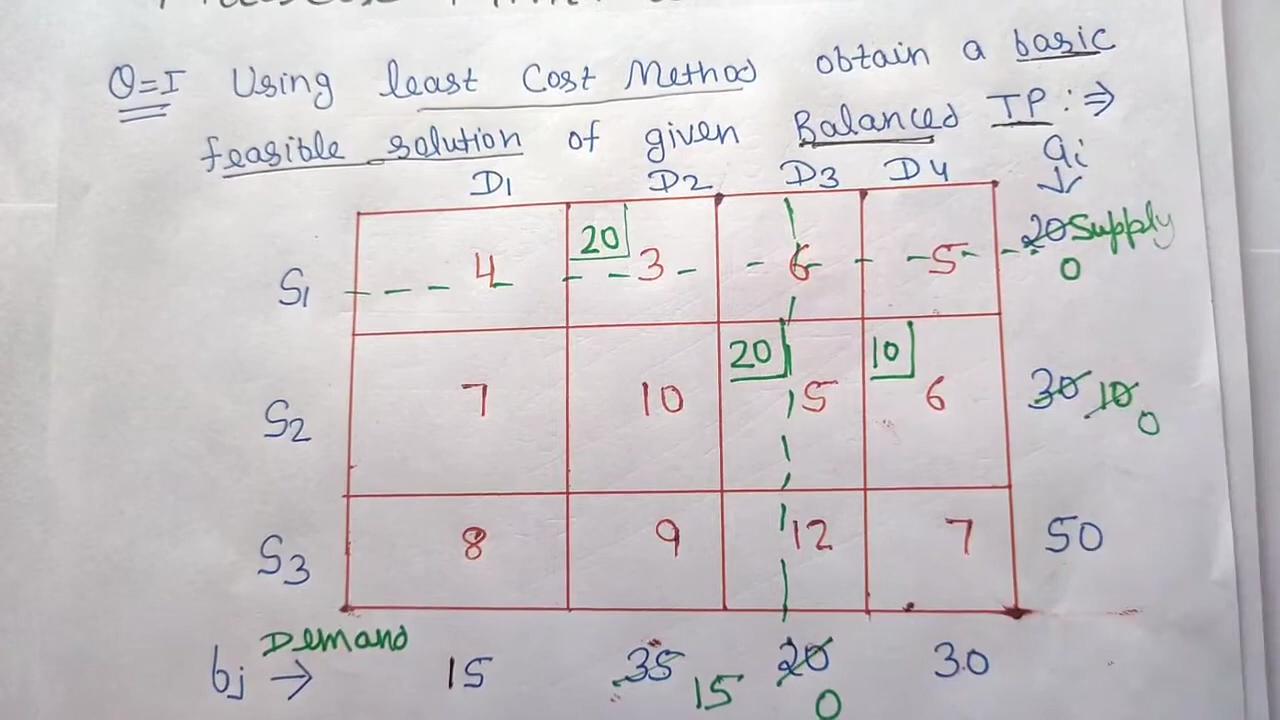 Q=I Using least Cost Method obtain a basic
feasible solution of given Balanced TP :⇒
D1 D2 D3 D4 ai ↓
S1 4 20 3 6 5 20 Supply 0
S2 7 10 20 5 10 6 30 10 0
S3 8 9 12 7 50
bj → Demand 15 35 15 20 0 30